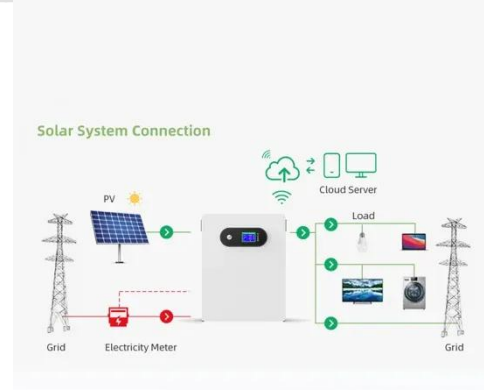 Solar System Connection
Cloud Server
PV
Load
Grid
Electricity Meter
Grid